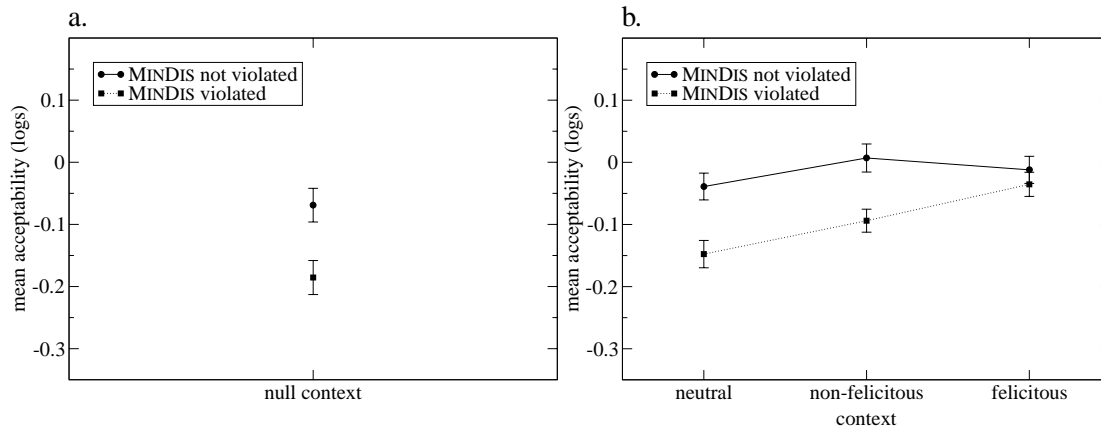 a.
MINDIS not violated
MINDIS violated
mean acceptability (logs)
0.1
0
-0.1
-0.2
-0.3
null context
b.
MINDIS not violated
MINDIS violated
mean acceptability (logs)
0.1
0
-0.1
-0.2
-0.3
neutral non-felicitous felicitous
context